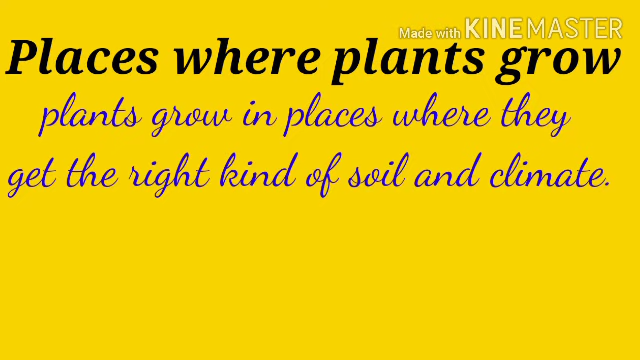 Made with KINEMASTER
Places where plants grow
plants grow in places where they
get the right kind of soil and climate.